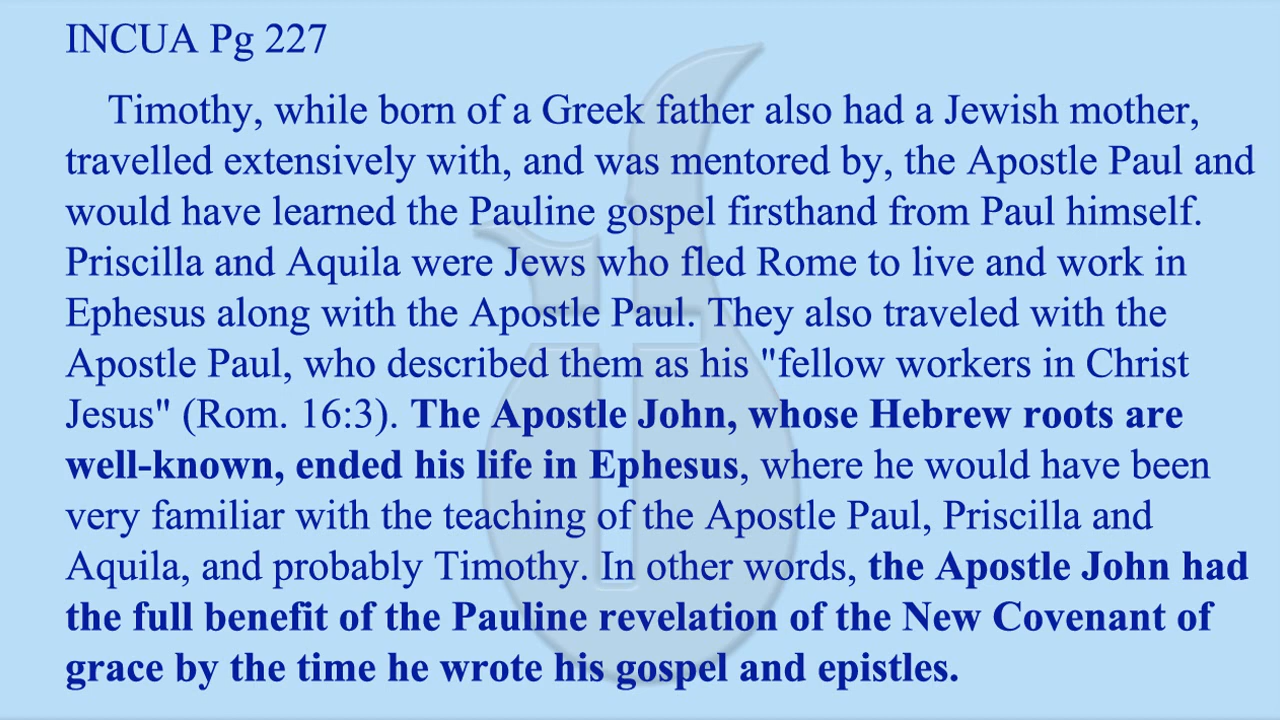 INCUA Pg 227
Timothy, while born of a Greek father also had a Jewish mother,
travelled extensively with, and was mentored by, the Apostle Paul and
would have learned the Pauline gospel firsthand from Paul himself.
Priscilla and Aquila were Jews who fled Rome to live and work in
Ephesus along with the Apostle Paul. They also traveled with the
Apostle Paul, who described them as his "fellow workers in Christ
Jesus" (Rom. 16:3). The Apostle John, whose Hebrew roots are
well-known, ended his life in Ephesus, where he would have been
very familiar with the teaching of the Apostle Paul, Priscilla and
Aquila, and probably Timothy. In other words, the Apostle John had
the full benefit of the Pauline revelation of the New Covenant of
grace by the time he wrote his gospel and epistles.